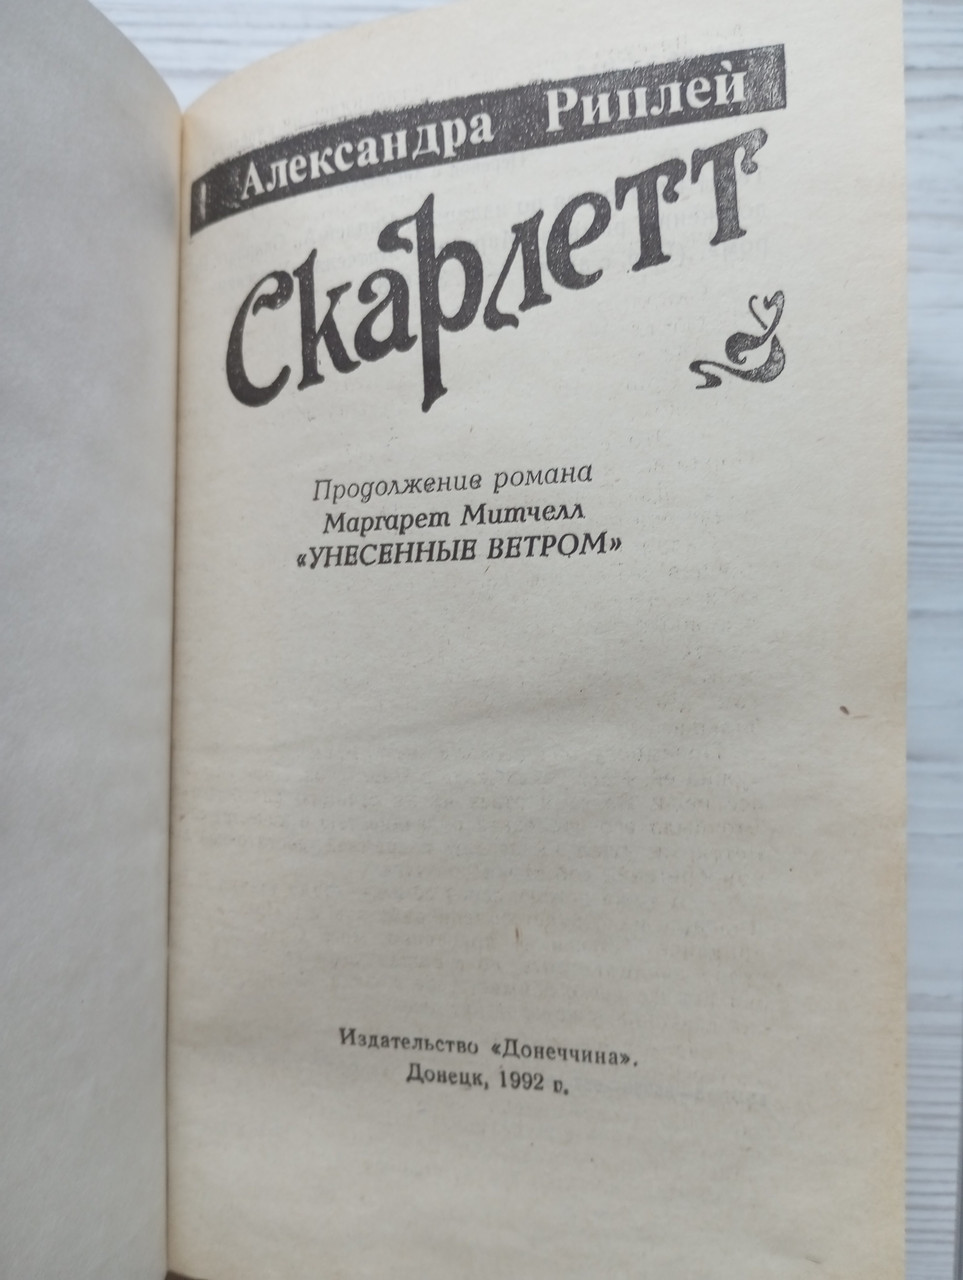 Александра Риплей
Скарлетт
Продолжение романа
Маргарет Митчелл
«УНЕСЕННЫЕ ВЕТРОМ»
Издательство «Донеччина».
Донецк, 1992 г.